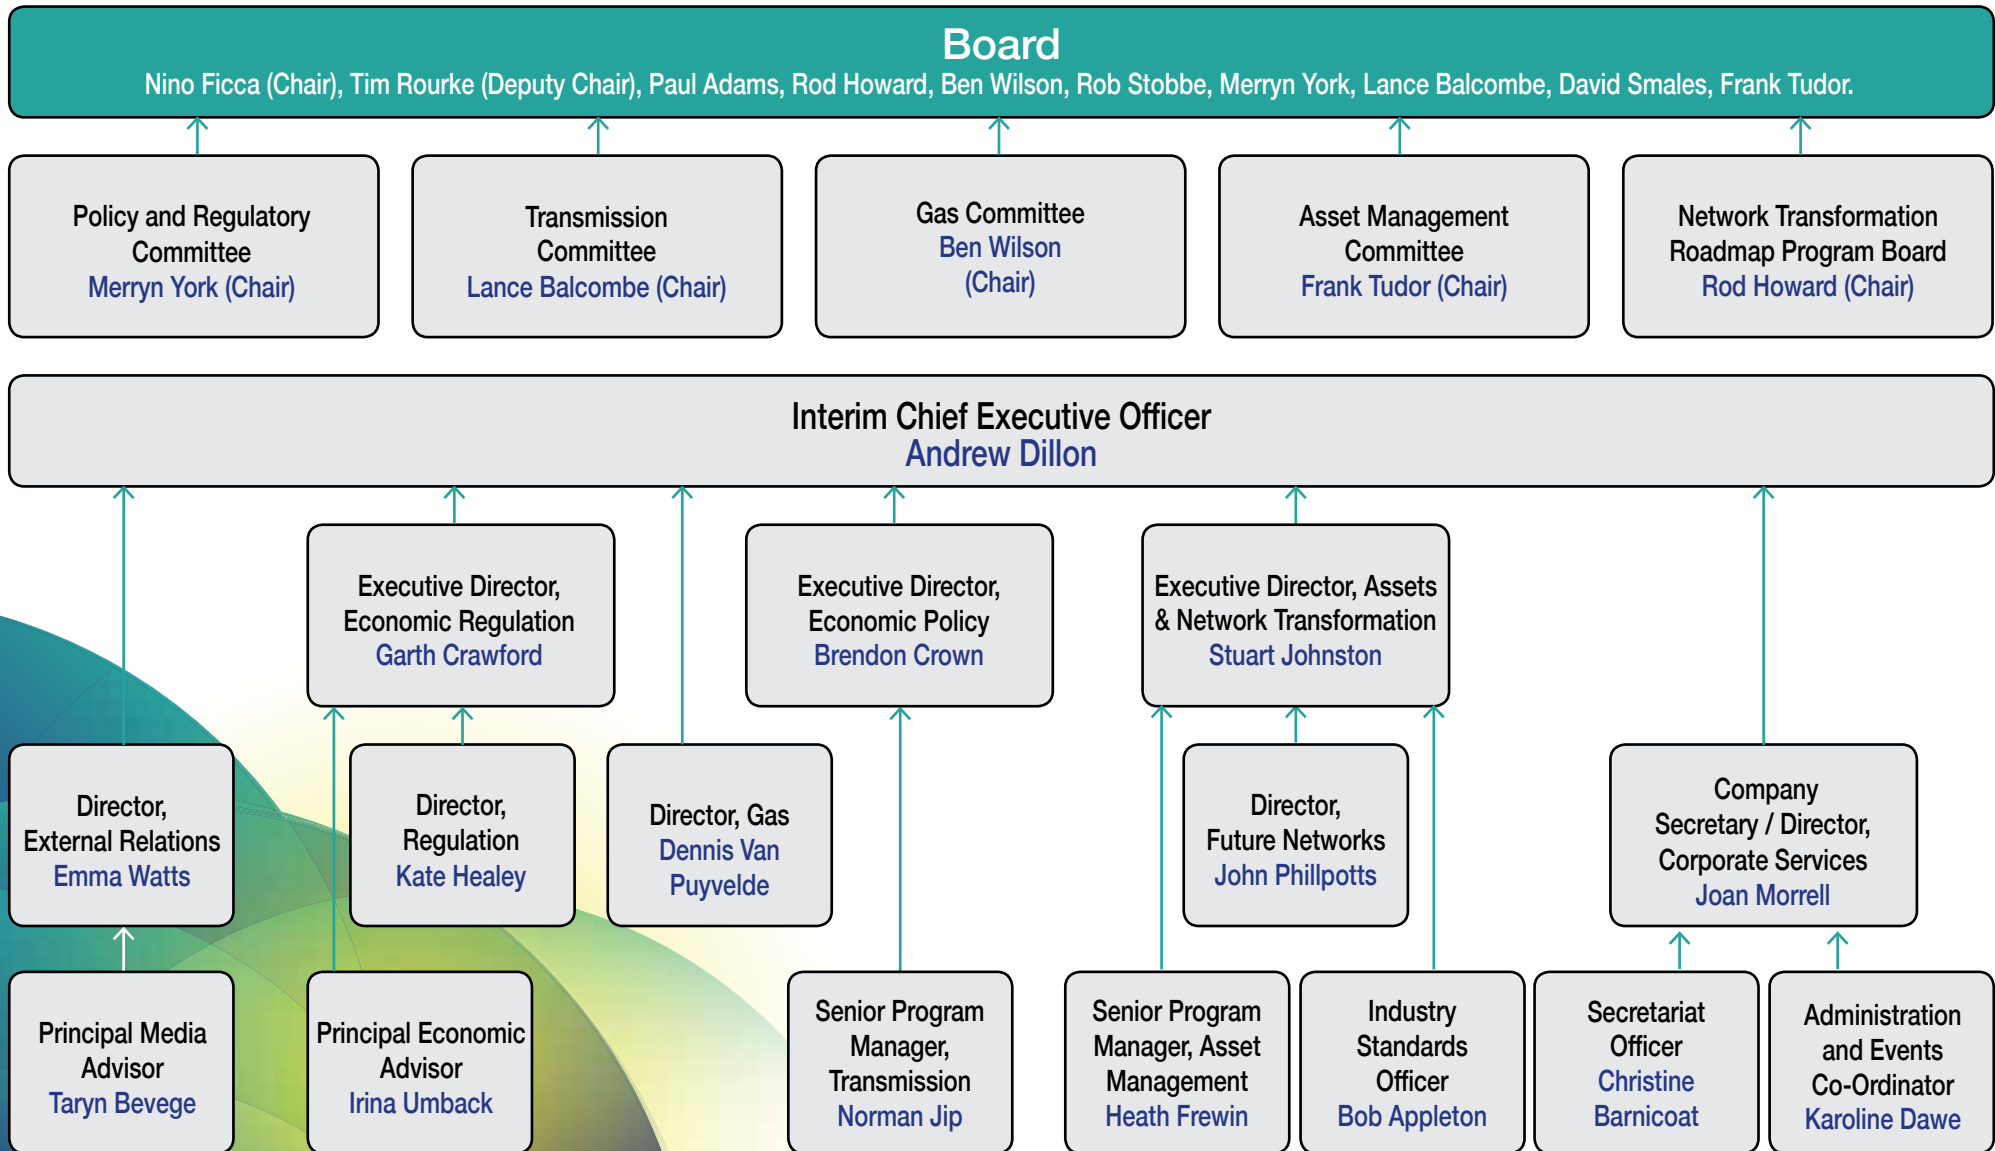 Board
Nino Ficca (Chair), Tim Rourke (Deputy Chair), Paul Adams, Rod Howard, Ben Wilson, Rob Stobbe, Merryn York, Lance Balcombe, David Smales, Frank Tudor.
Policy and Regulatory
Committee
Merryn York (Chair)
Transmission
Committee
Lance Balcombe (Chair)
Gas Committee
Ben Wilson
(Chair)
Asset Management
Committee
Frank Tudor (Chair)
Network Transformation
Roadmap Program Board
Rod Howard (Chair)
Interim Chief Executive Officer
Andrew Dillon
Executive Director,
Economic Regulation
Garth Crawford
Executive Director,
Economic Policy
Brendon Crown
Executive Director, Assets
& Network Transformation
Stuart Johnston
Director,
External Relations
Emma Watts
Director,
Regulation
Kate Healey
Director, Gas
Dennis Van
Puyvelde
Director,
Future Networks
John Phillpotts
Company
Secretary / Director,
Corporate Services
Joan Morrell
Principal Media
Advisor
Taryn Bevege
Principal Economic
Advisor
Irina Umback
Senior Program
Manager,
Transmission
Norman Jip
Senior Program
Manager, Asset
Management
Heath Frewin
Industry
Standards
Officer
Bob Appleton
Secretariat
Officer
Christine
Barnicoat
Administration
and Events
Co-Ordinator
Karoline Dawe